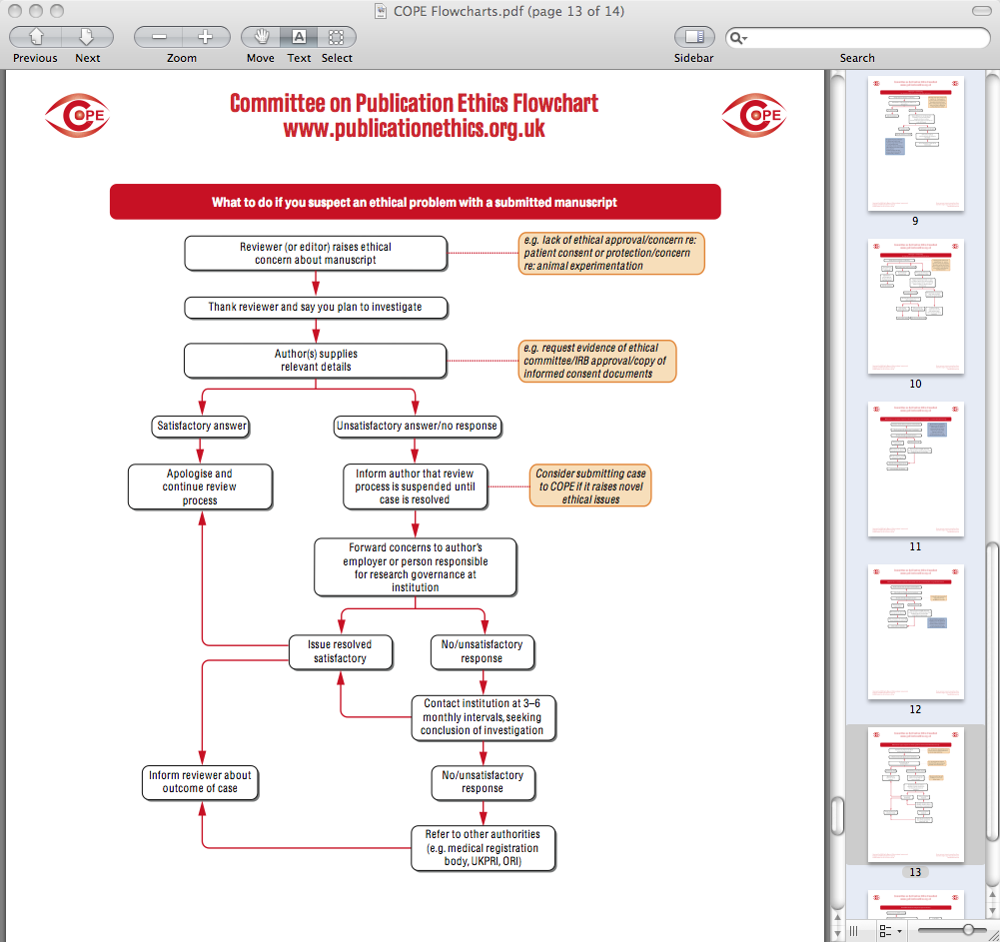 COPE Flowcharts.pdf (page 13 of 14)
Previous
Next
Zoom
Move
Text
Select
Sidebar
Search
COPE
Committee on Publication Ethics Flowchart
www.publicationethics.org.uk
COPE
What to do if you suspect an ethical problem with a submitted manuscript
Reviewer (or editor) raises ethical
concern about manuscript
e.g. lack of ethical approval/concern re:
patient consent or protection/concern
re: animal experimentation
Thank reviewer and say you plan to investigate
Author(s) supplies
relevant details
e.g. request evidence of ethical
committee/IRB approval/copy of
informed consent documents
Satisfactory answer
Unsatisfactory answer/no response
Apologise and
continue review
process
Inform author that review
process is suspended until
case is resolved
Consider submitting case
to COPE if it raises novel
ethical issues
Forward concerns to author's
employer or person responsible
for research governance at
institution
Issue resolved
satisfactory
No/unsatisfactory
response
Contact institution at 3–6
monthly intervals, seeking
conclusion of investigation
Inform reviewer about
outcome of case
No/unsatisfactory
response
Refer to other authorities
(e.g. medical registration
body, UKPRI, ORI)
9
10
11
12
13